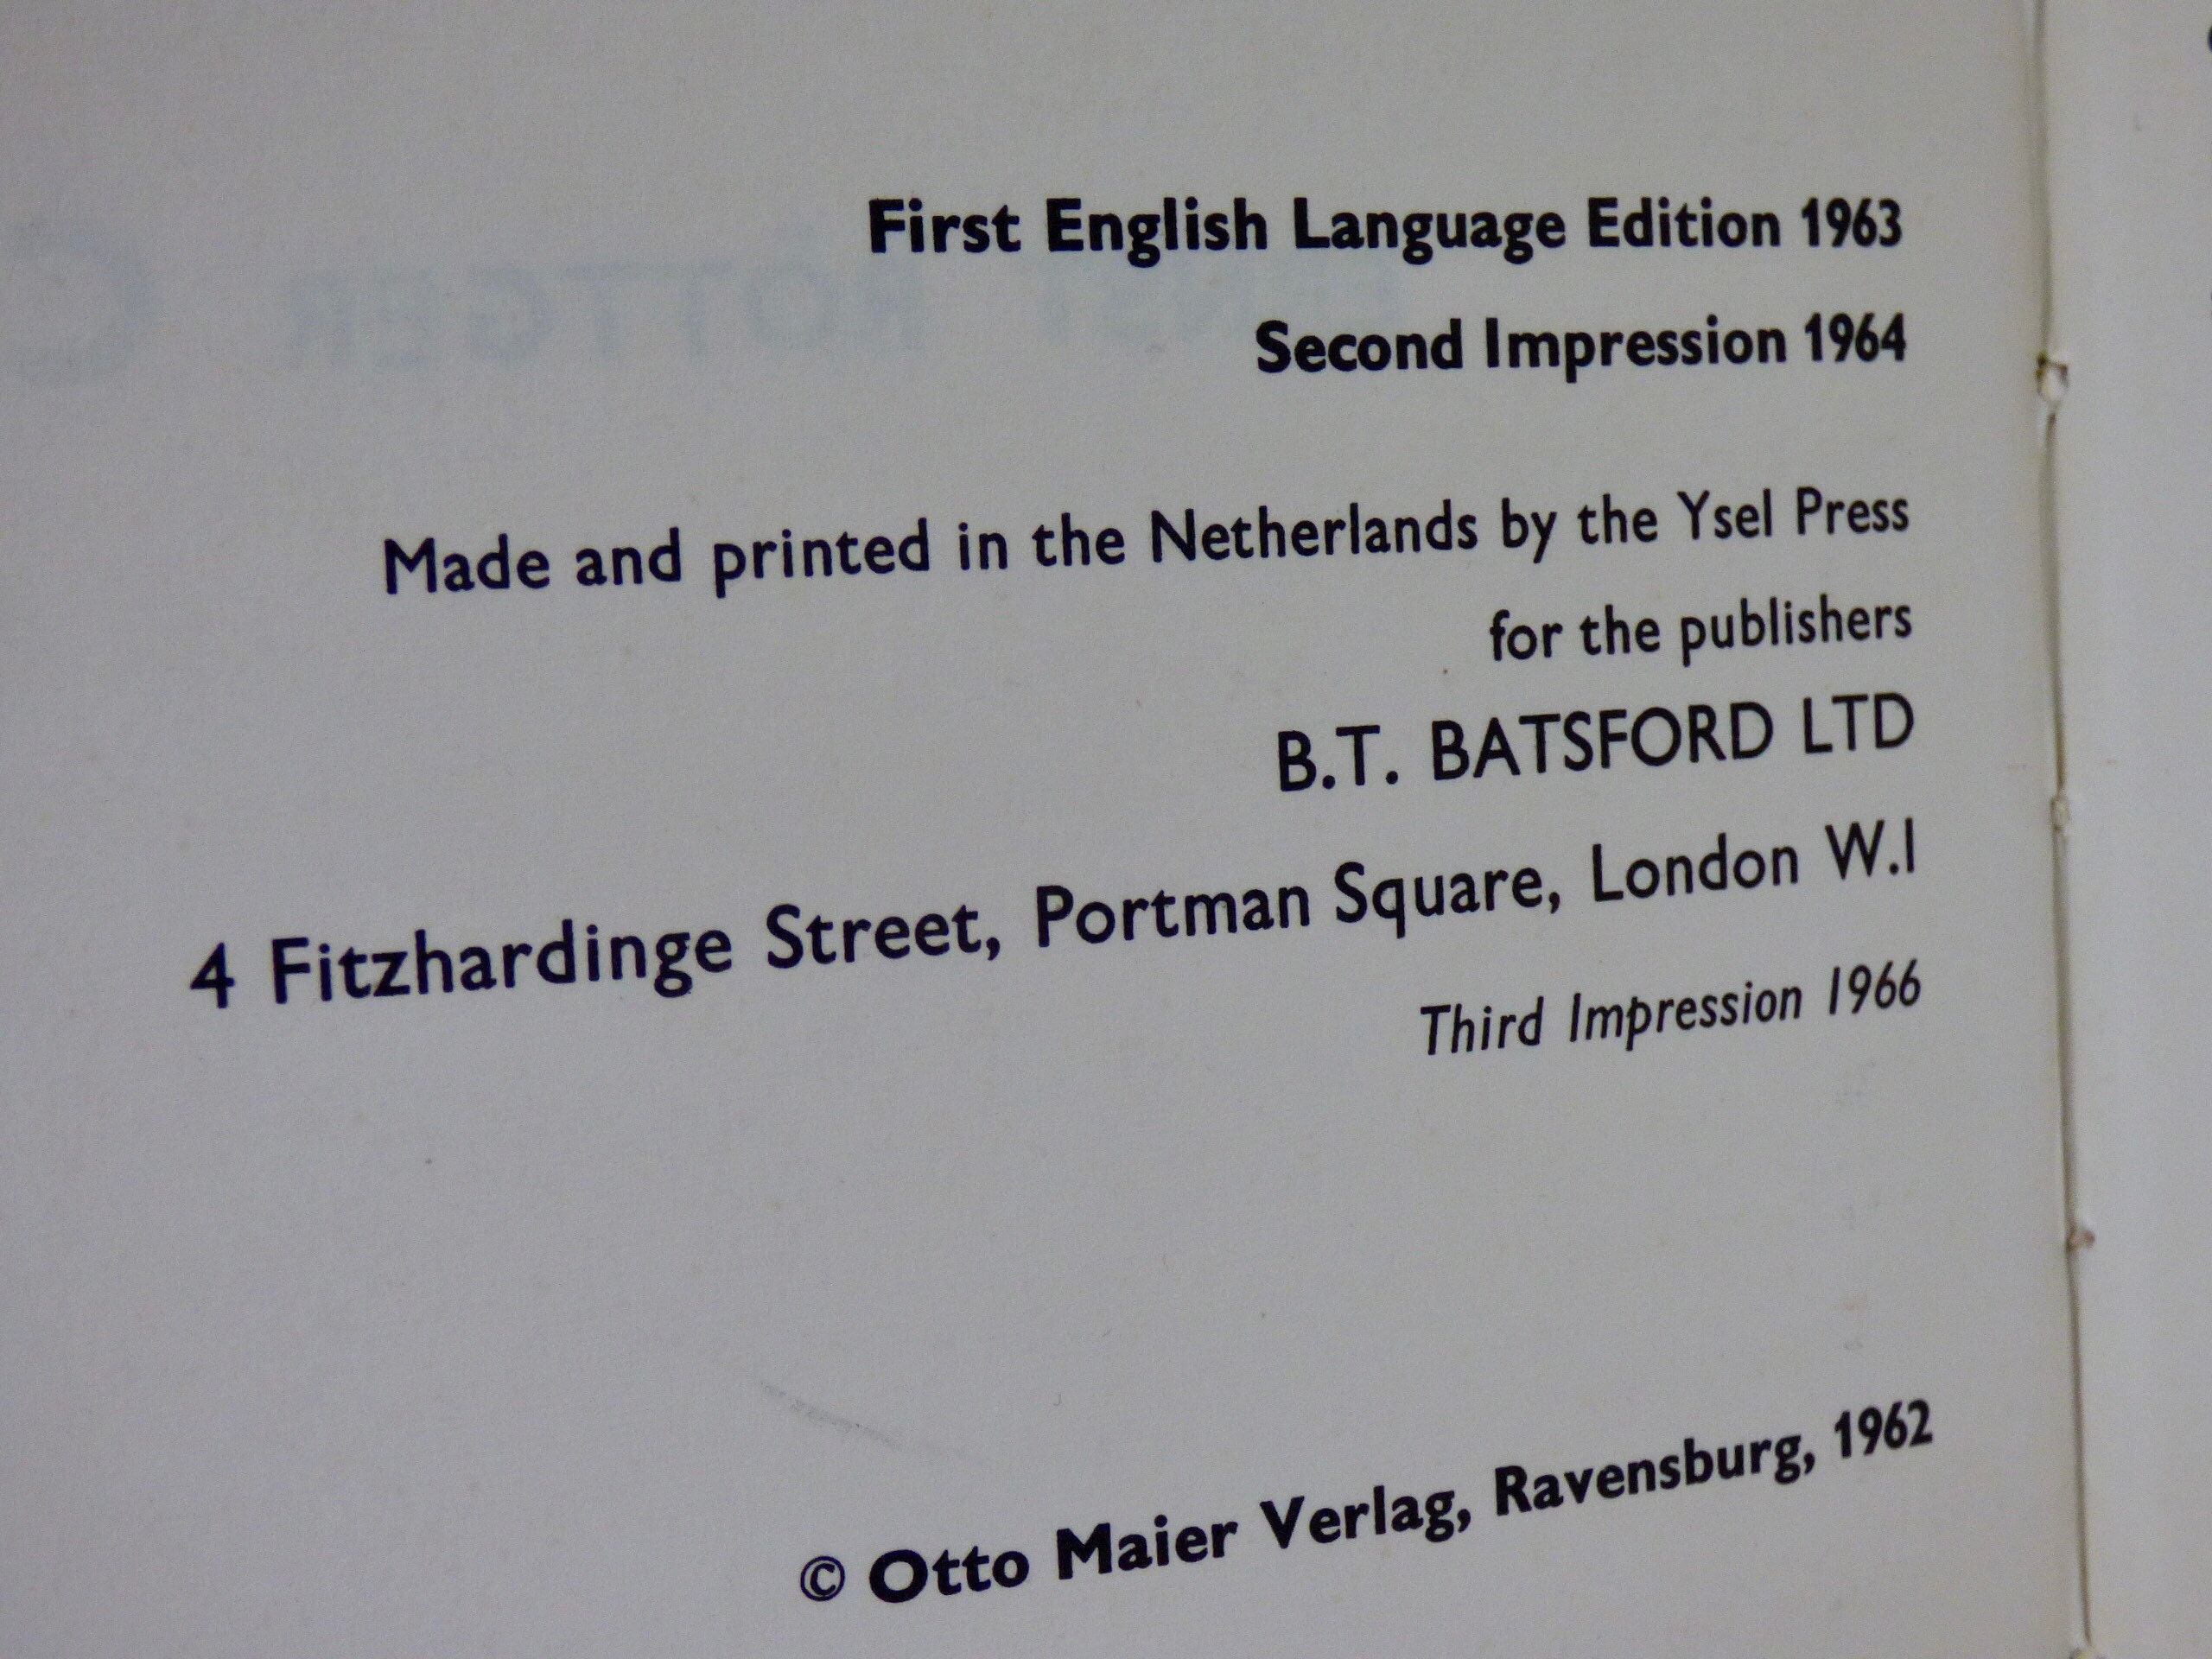 First English Language Edition 1963
Second Impression 1964
Made and printed in the Netherlands by the Ysel Press
for the publishers
B.T. BATSFORD LTD
4 Fitzhardinge Street, Portman Square, London W.1
Third Impression 1966
© Otto Maier Verlag, Ravensburg, 1962